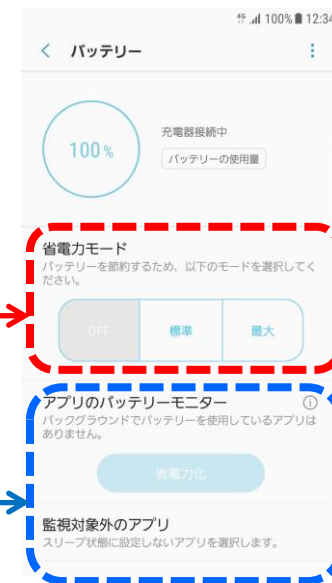 4G 100% 12:34
バッテリー
100%
充電器接続中
バッテリーの使用量
省電力モード
バッテリーを節約するため、以下のモードを選択してく
ださい。
OFF 標準 最大
アプリのバッテリーモニター
バックグラウンドでバッテリーを使用しているアプリは
ありません。
省電力化
監視対象外のアプリ
スリープ状態に設定しないアプリを選択します。